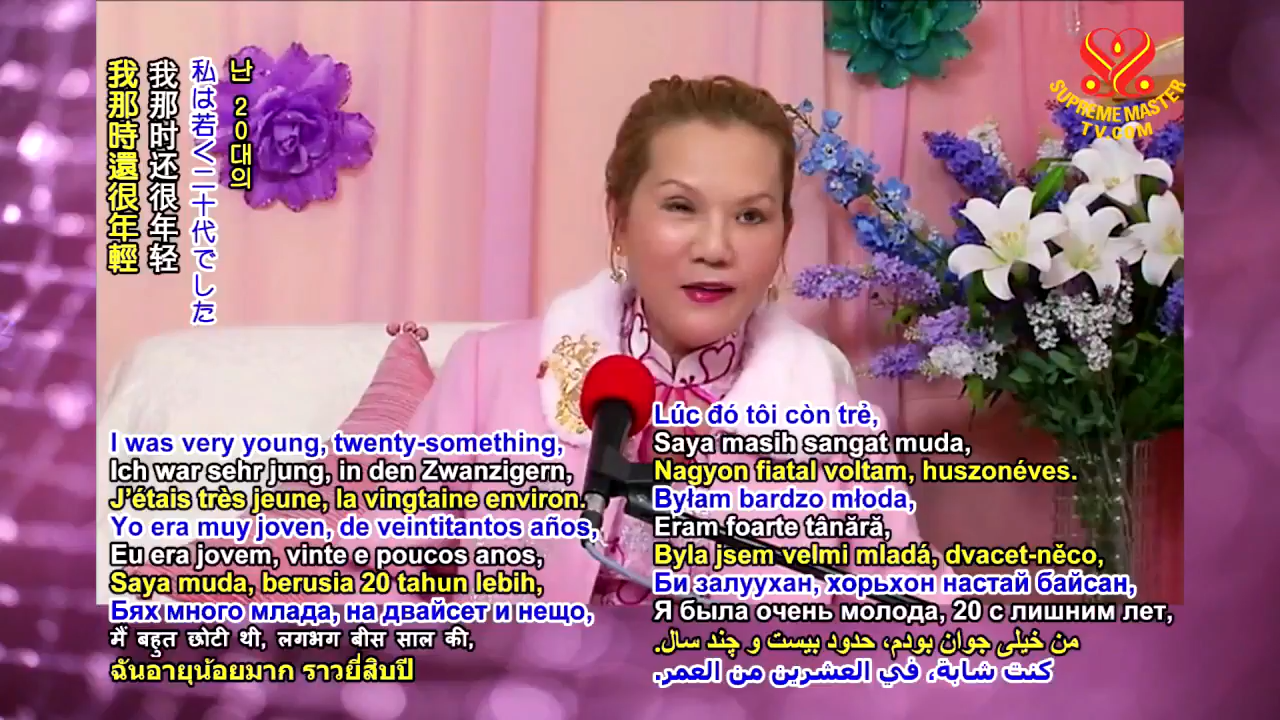 SUPREME MASTER
TV.COM
난 20대의
私は若く二十代でした
我那时还很年轻
我那時還很年輕
I was very young, twenty-something,
Ich war sehr jung, in den Zwanzigern,
J'étais très jeune, la vingtaine environ.
Yo era muy joven, de veintitantos años,
Eu era jovem, vinte e poucos anos,
Saya muda, berusia 20 tahun lebih,
Бях много млада, на двайсет и нещо,
मैं बहुत छोटी थी, लगभग बीस साल की,
ฉันอายุน้อยมาก ราวยี่สิบปี
Lúc đó tôi còn trẻ,
Saya masih sangat muda,
Nagyon fiatal voltam, huszonéves.
Byłam bardzo młoda,
Eram foarte tânără,
Byla jsem velmi mladá, dvacet-něco,
Би залуухан, хорьхон настай байсан,
Я была очень молода, 20 с лишним лет,
من خیلی جوان بودم، حدود بیست و چند سال.
كنت شابة، في العشرين من العمر.